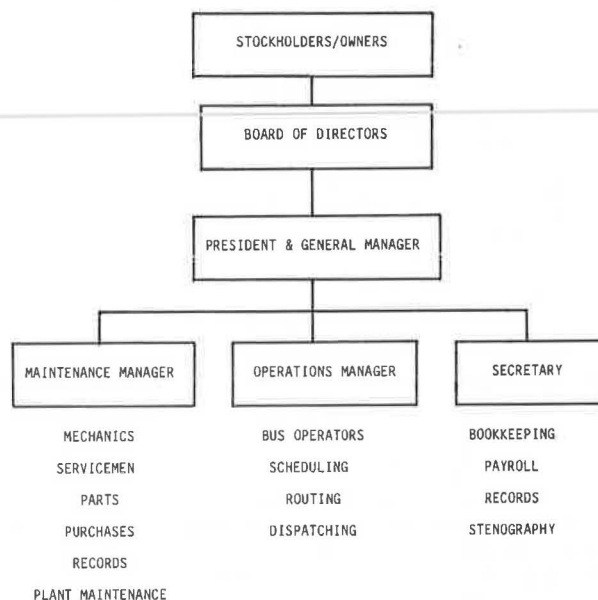 STOCKHOLDERS/OWNERS
BOARD OF DIRECTORS
PRESIDENT & GENERAL MANAGER
MAINTENANCE MANAGER
OPERATIONS MANAGER
SECRETARY
MECHANICS
SERVICEMEN
PARTS
PURCHASES
RECORDS
PLANT MAINTENANCE
BUS OPERATORS
SCHEDULING
ROUTING
DISPATCHING
BOOKKEEPING
PAYROLL
RECORDS
STENOGRAPHY